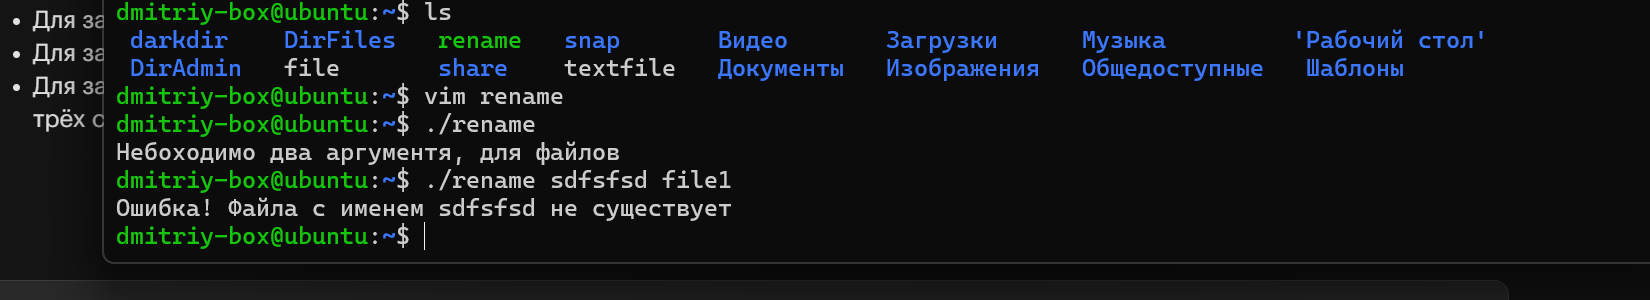 • Для за
• Для за
• Для за
трёх с
dmitriy-box@ubuntu:~$ ls
darkdir DirFiles rename snap Видео Загрузки Музыка 'Рабочий стол'
DirAdmin file share textfile Документы Изображения Общедоступные Шаблоны
dmitriy-box@ubuntu:~$ vim rename
dmitriy-box@ubuntu:~$ ./rename
Небоходимо два аргументя, для файлов
dmitriy-box@ubuntu:~$ ./rename sdfsfsd file1
Ошибка! Файла с именем sdfsfsd не существует
dmitriy-box@ubuntu:~$